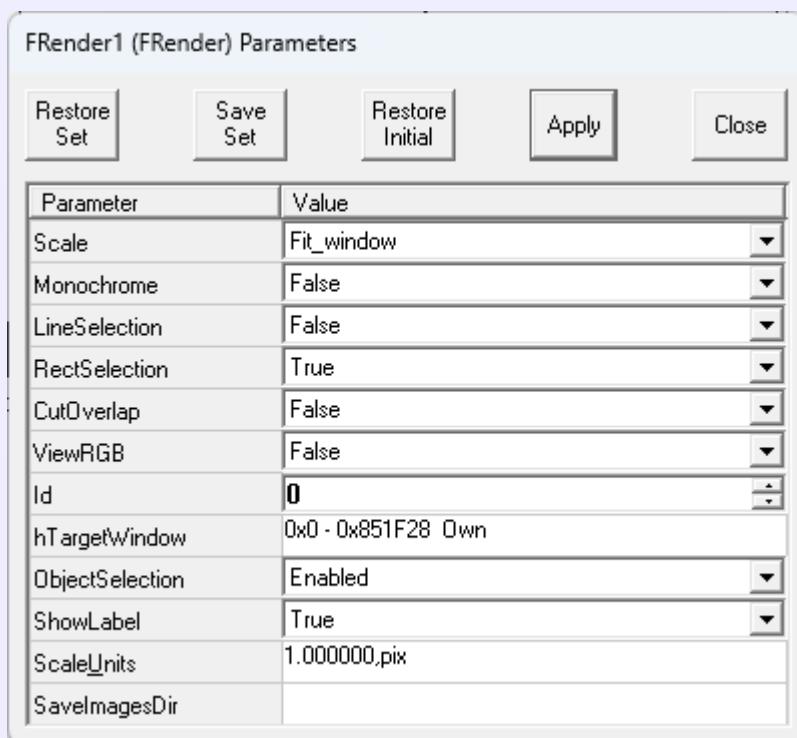 FRender1 (FRender) Parameters
Restore Set Save Set Restore Initial Apply Close
Parameter Value
Scale Fit_window
Monochrome False
LineSelection False
RectSelection True
CutOverlap False
ViewRGB False
Id 0
hTargetWindow 0x0 - 0x851F28 Own
ObjectSelection Enabled
ShowLabel True
ScaleUnits 1.000000,pix
SaveImagesDir